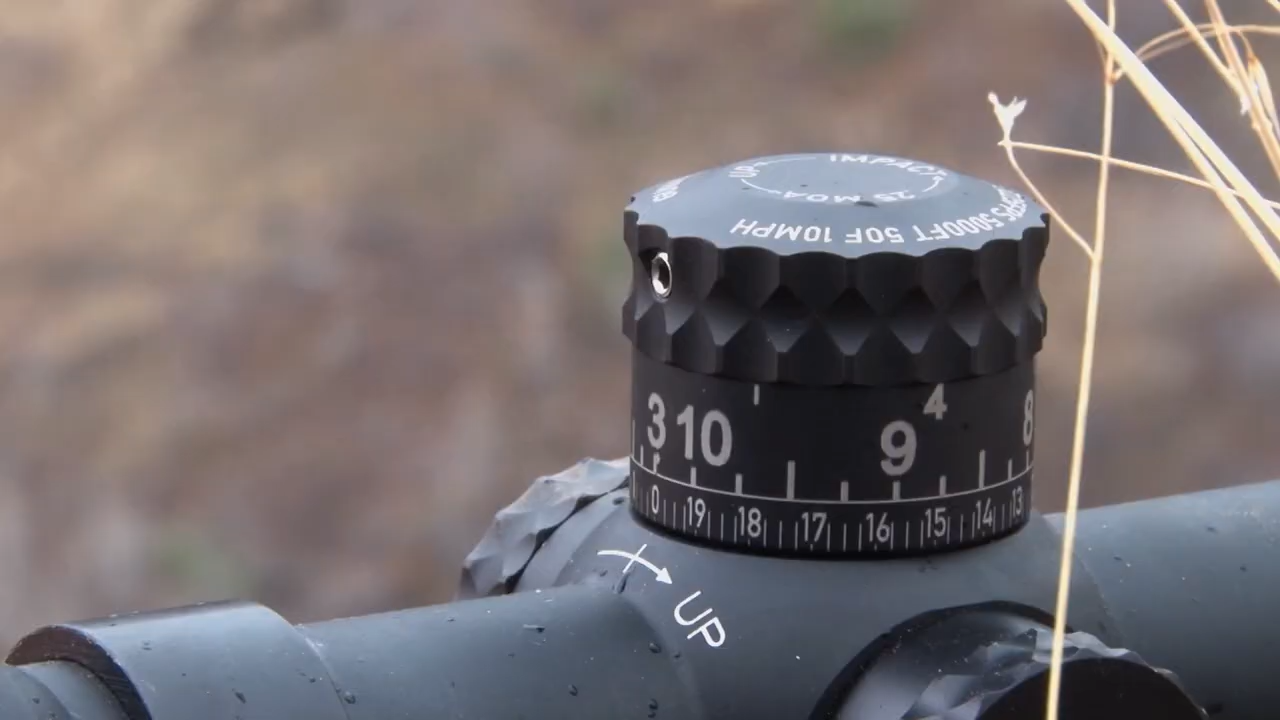 UP IMPACT
25 MOA
5000FT 50F 10MPH
4
3 10 9 8
0 19 18 17 16 15 14 13
UP